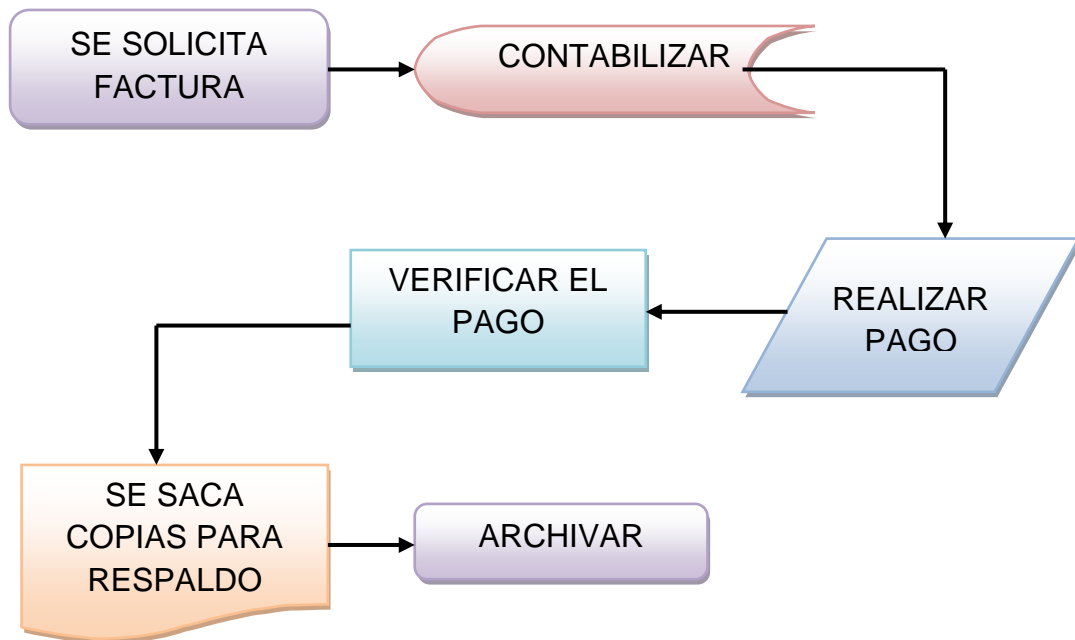 SE SOLICITA
FACTURA
CONTABILIZAR
REALIZAR
PAGO
VERIFICAR EL
PAGO
SE SACA
COPIAS PARA
RESPALDO
ARCHIVAR